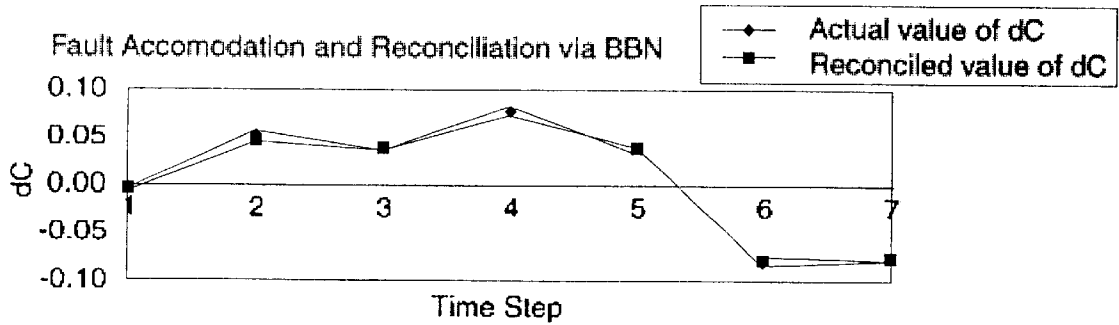 Fault Accomodation and Reconciliation via BBN
Actual value of dC
Reconciled value of dC
0.10
0.05
0.00
-0.05
-0.10
dC
1 2 3 4 5 6 7
Time Step